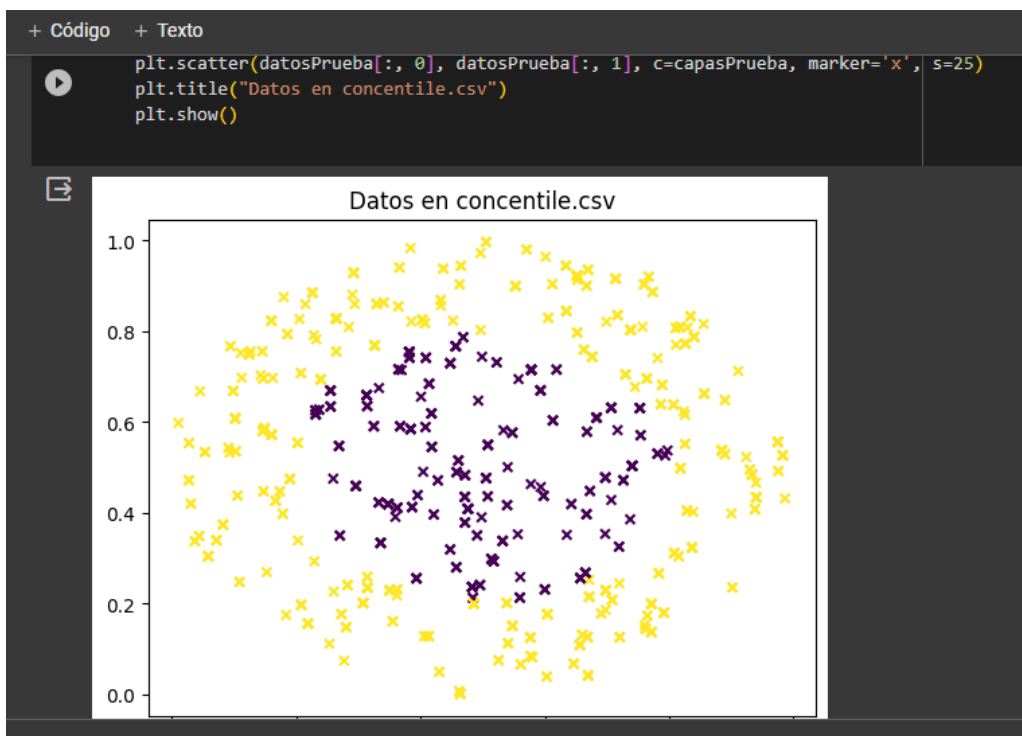 + Código + Texto
plt.scatter(datosPrueba[:, 0], datosPrueba[:, 1], c=capasPrueba, marker='x', s=25)
plt.title("Datos en concentile.csv")
plt.show()
Datos en concentile.csv
1.0
0.8
0.6
0.4
0.2
0.0